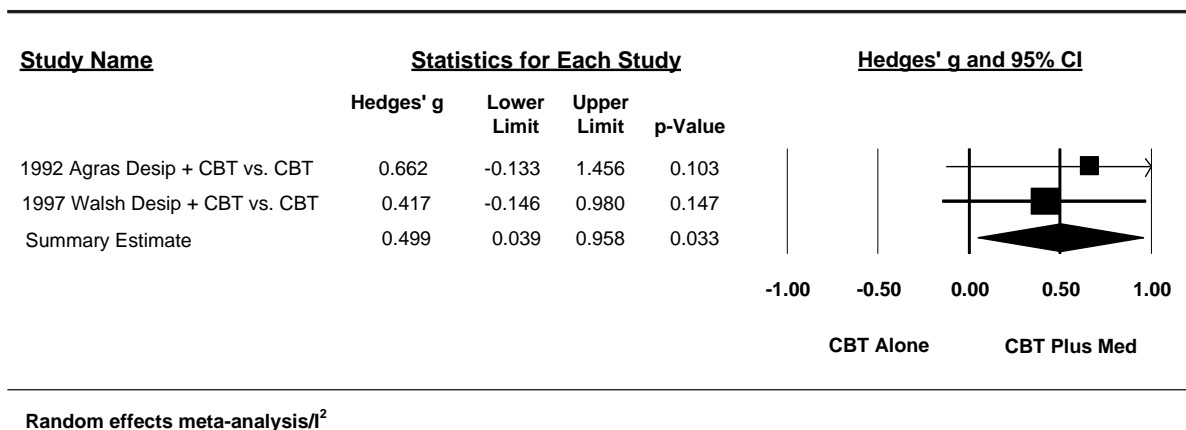 Study Name Statistics for Each Study Hedges' g and 95% CI
Hedges' g Lower Limit Upper Limit p-Value
1992 Agras Desip + CBT vs. CBT 0.662 -0.133 1.456 0.103
1997 Walsh Desip + CBT vs. CBT 0.417 -0.146 0.980 0.147
Summary Estimate 0.499 0.039 0.958 0.033
-1.00 -0.50 0.00 0.50 1.00
CBT Alone CBT Plus Med
Random effects meta-analysis/I²